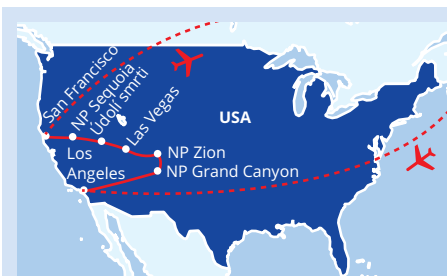 San Francisco
NP Sequoia
Údolí smrti
Las Vegas
USA
NP Zion
NP Grand Canyon
Los
Angeles